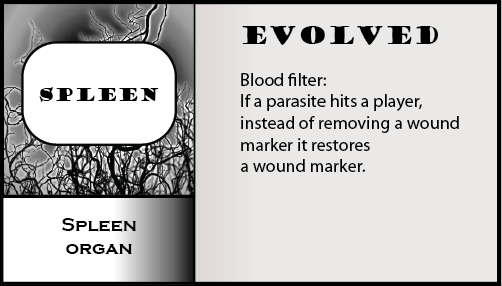 SPLEEN
SPLEEN
ORGAN
EVOLVED
Blood filter:
If a parasite hits a player,
instead of removing a wound
marker it restores
a wound marker.